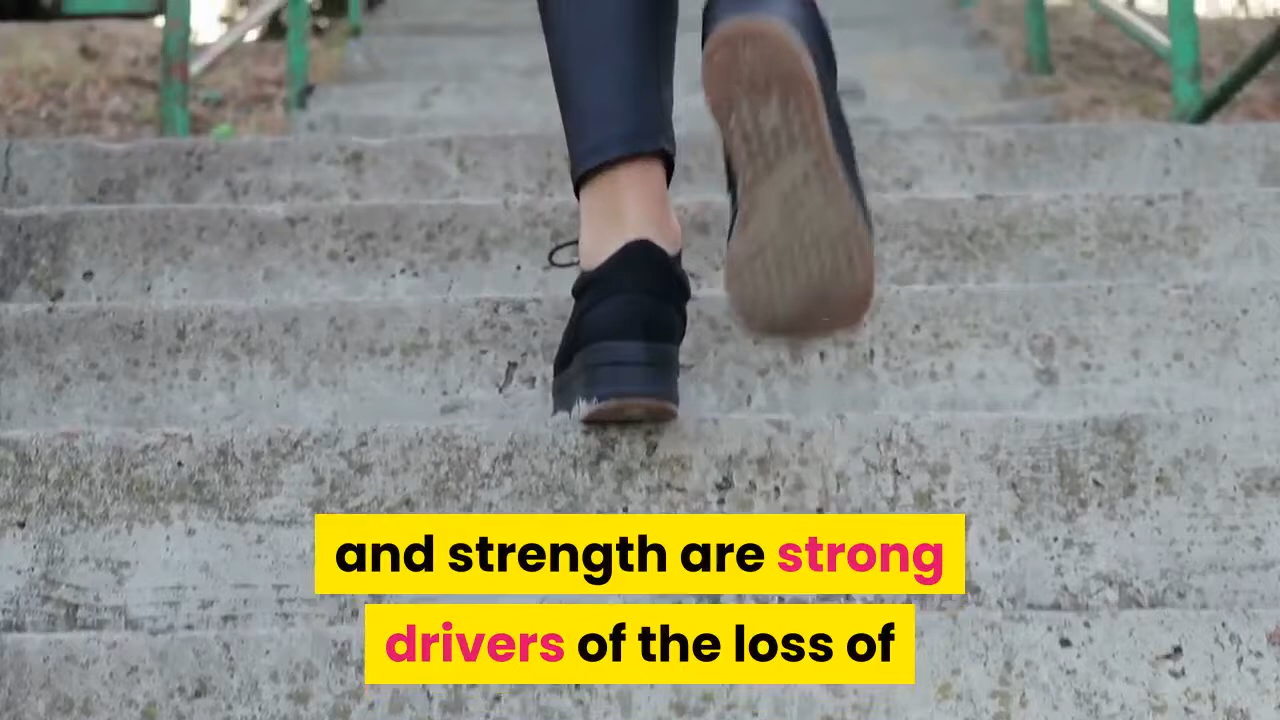 and strength are strong
drivers of the loss of